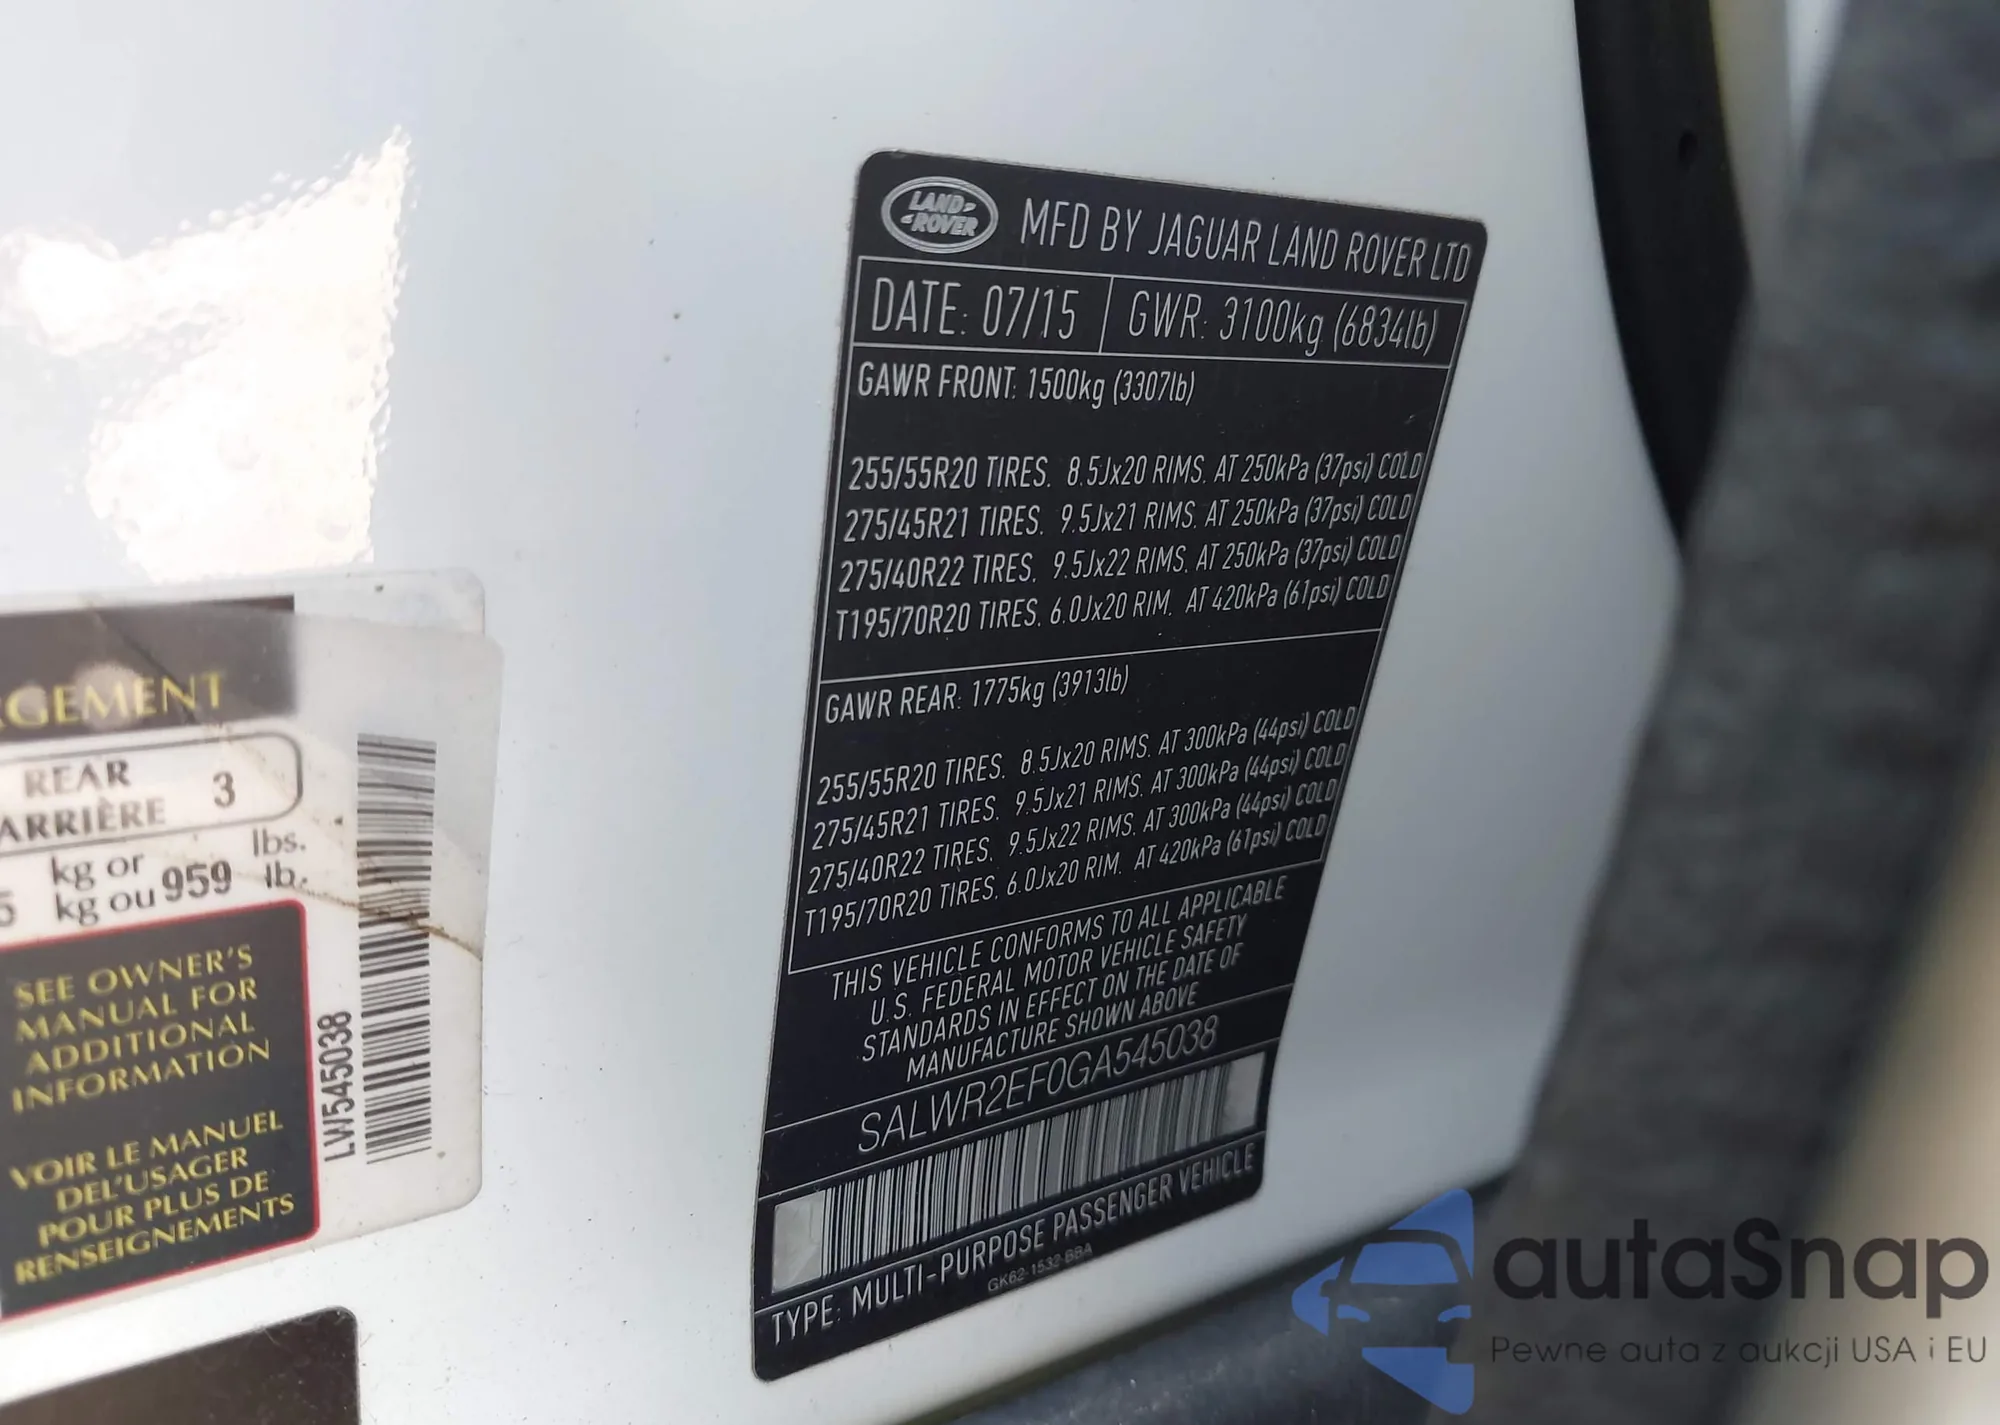 LAND
ROVER
MFD BY JAGUAR LAND ROVER LTD
DATE: 07/15
GWR: 3100kg (6834lb)
GAWR FRONT: 1500kg (3307lb)
255/55R20 TIRES. 8.5Jx20 RIMS. AT 250kPa (37psi) COLD
275/45R21 TIRES. 9.5Jx21 RIMS. AT 250kPa (37psi) COLD
275/40R22 TIRES. 9.5Jx22 RIMS. AT 250kPa (37psi) COLD
T195/70R20 TIRES. 6.0Jx20 RIM. AT 420kPa (61psi) COLD
GAWR REAR: 1775kg (3913lb)
255/55R20 TIRES. 8.5Jx20 RIMS. AT 300kPa (44psi) COLD
275/45R21 TIRES. 9.5Jx21 RIMS. AT 300kPa (44psi) COLD
275/40R22 TIRES. 9.5Jx22 RIMS. AT 300kPa (44psi) COLD
T195/70R20 TIRES. 6.0Jx20 RIM. AT 420kPa (61psi) COLD
THIS VEHICLE CONFORMS TO ALL APPLICABLE
U.S. FEDERAL MOTOR VEHICLE SAFETY
STANDARDS IN EFFECT ON THE DATE OF
MANUFACTURE SHOWN ABOVE
SALWR2EF0GA545038
TYPE: MULTI-PURPOSE PASSENGER VEHICLE
GK62-1532-BBA
RGEMENT
REAR
ARRIÈRE 3
kg or
kg ou 959
lbs.
lb.
SEE OWNER'S
MANUAL FOR
ADDITIONAL
INFORMATION
VOIR LE MANUEL
DEL'USAGER
POUR PLUS DE
RENSEIGNEMENTS
LW545038
autaSnap
Pewne auta z aukcji USA i EU